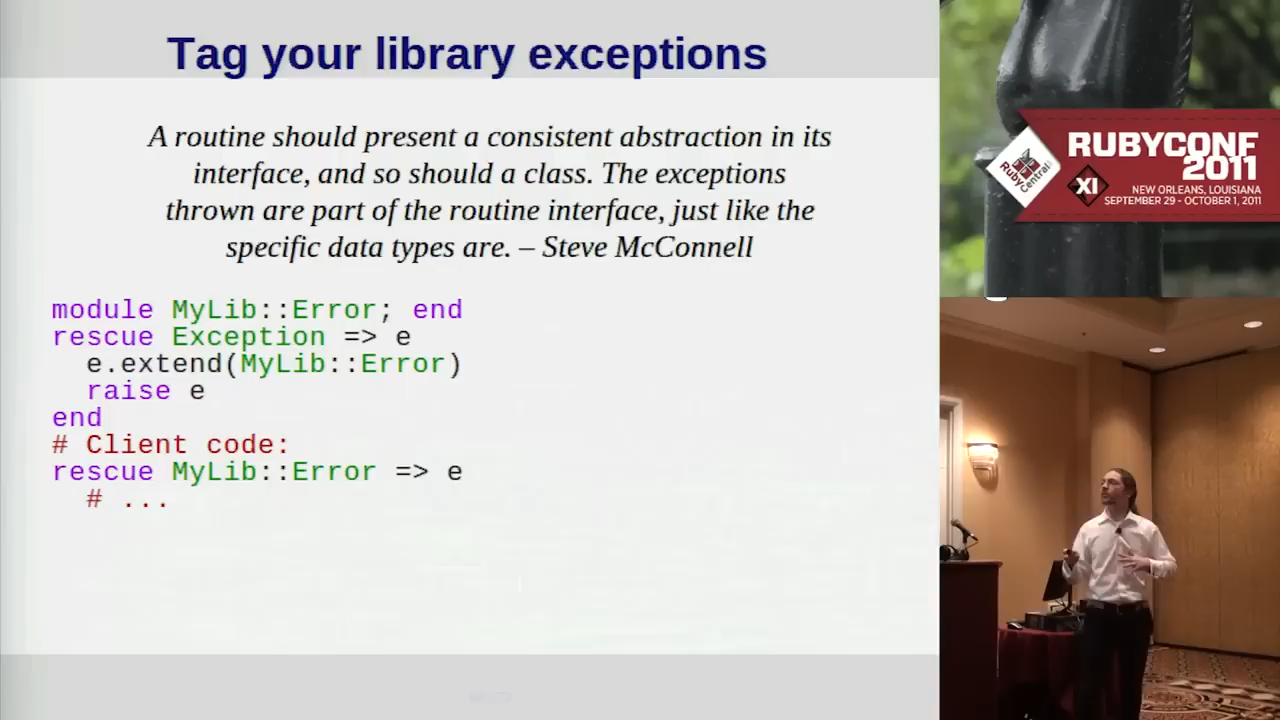 Tag your library exceptions
A routine should present a consistent abstraction in its
interface, and so should a class. The exceptions
thrown are part of the routine interface, just like the
specific data types are. – Steve McConnell
module MyLib::Error; end
rescue Exception => e
  e.extend(MyLib::Error)
  raise e
end
# Client code:
rescue MyLib::Error => e
  # ...
RUBYCONF
2011
XI
RubyCentral
NEW ORLEANS, LOUISIANA
SEPTEMBER 29 - OCTOBER 1, 2011